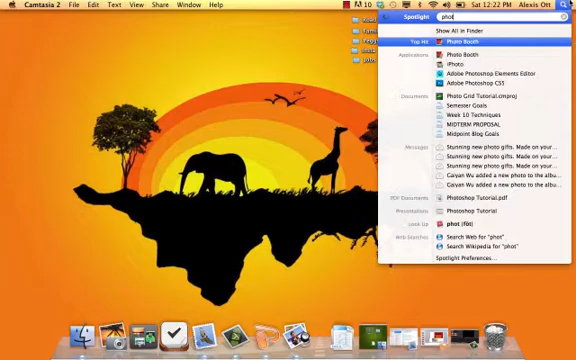 Camtasia 2 File Edit Text View Share Window Help
10 Sat 12:22 PM Alexis Ott
Spotlight phot
Show All in Finder
Top Hit Photo Booth
Applications Photo Booth
iPhoto
Adobe Photoshop Elements Editor
Adobe Photoshop CS5
Documents Photo Grid Tutorial.cmproj
Semester Goals
Week 10 Techniques
MIDTERM PROPOSAL
Midpoint Blog Goals
Messages Stunning new photo gifts. Made on your...
Stunning new photo gifts. Made on your...
Stunning new photo gifts. Made on your...
Gaiyan Wu added a new photo to the albu...
Gaiyan Wu added a new photo to the albu...
PDF Documents Photoshop Tutorial.pdf
Presentations Photoshop Tutorial
Look Up phot (fōt)
Web Searches Search Web for "phot"
Search Wikipedia for "phot"
Spotlight Preferences...